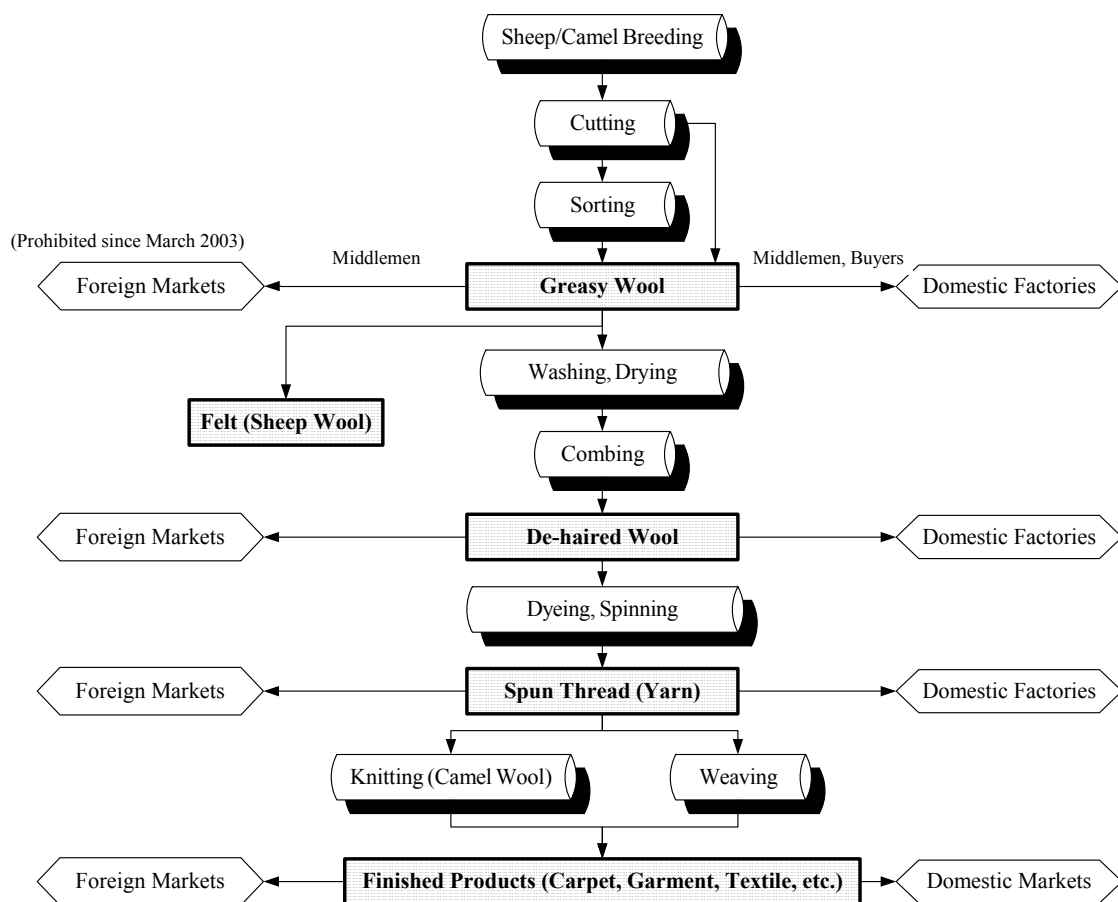 Sheep/Camel Breeding
Cutting
Sorting
(Prohibited since March 2003)
Middlemen
Middlemen, Buyers
Foreign Markets
Greasy Wool
Domestic Factories
Washing, Drying
Felt (Sheep Wool)
Combing
Foreign Markets
De-haired Wool
Domestic Factories
Dyeing, Spinning
Foreign Markets
Spun Thread (Yarn)
Domestic Factories
Knitting (Camel Wool)
Weaving
Foreign Markets
Finished Products (Carpet, Garment, Textile, etc.)
Domestic Markets